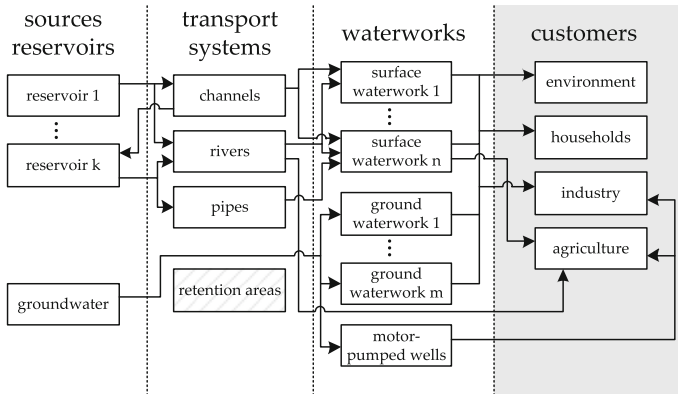 sources
reservoirs
transport
systems
waterworks
customers
reservoir 1
reservoir k
groundwater
channels
rivers
pipes
retention areas
surface
waterwork 1
surface
waterwork n
ground
waterwork 1
ground
waterwork m
motor-
pumped wells
environment
households
industry
agriculture